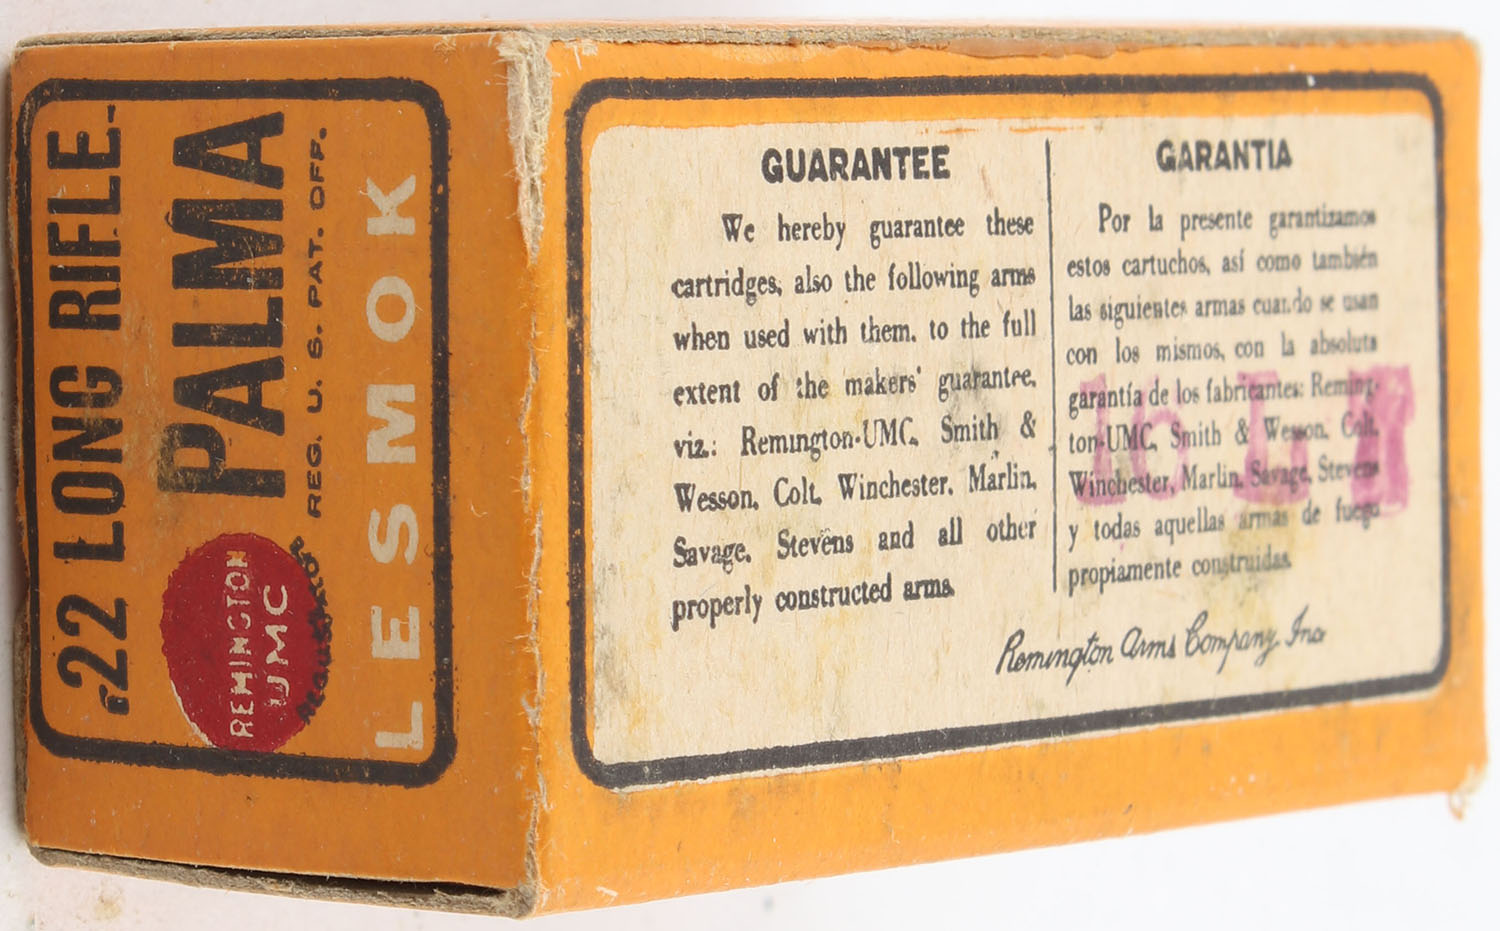 .22 LONG RIFLE
PALMA
REG. U. S. PAT. OFF.
REMINGTON
UMC
LESMOK
GUARANTEE
We hereby guarantee these
cartridges, also the following arms
when used with them, to the full
extent of the makers' guarantee,
viz.: Remington-UMC, Smith &
Wesson, Colt, Winchester, Marlin,
Savage, Stevens and all other
properly constructed arms.
GARANTIA
Por la presente garantizamos
estos cartuchos, así como también
las siguientes armas cuando se usan
con los mismos, con la absoluta
garantía de los fabricantes: Reming-
ton-UMC, Smith & Wesson, Colt,
Winchester, Marlin, Savage, Stevens
y todas aquellas armas de fuego
propiamente construidas.
Remington Arms Company, Inc.